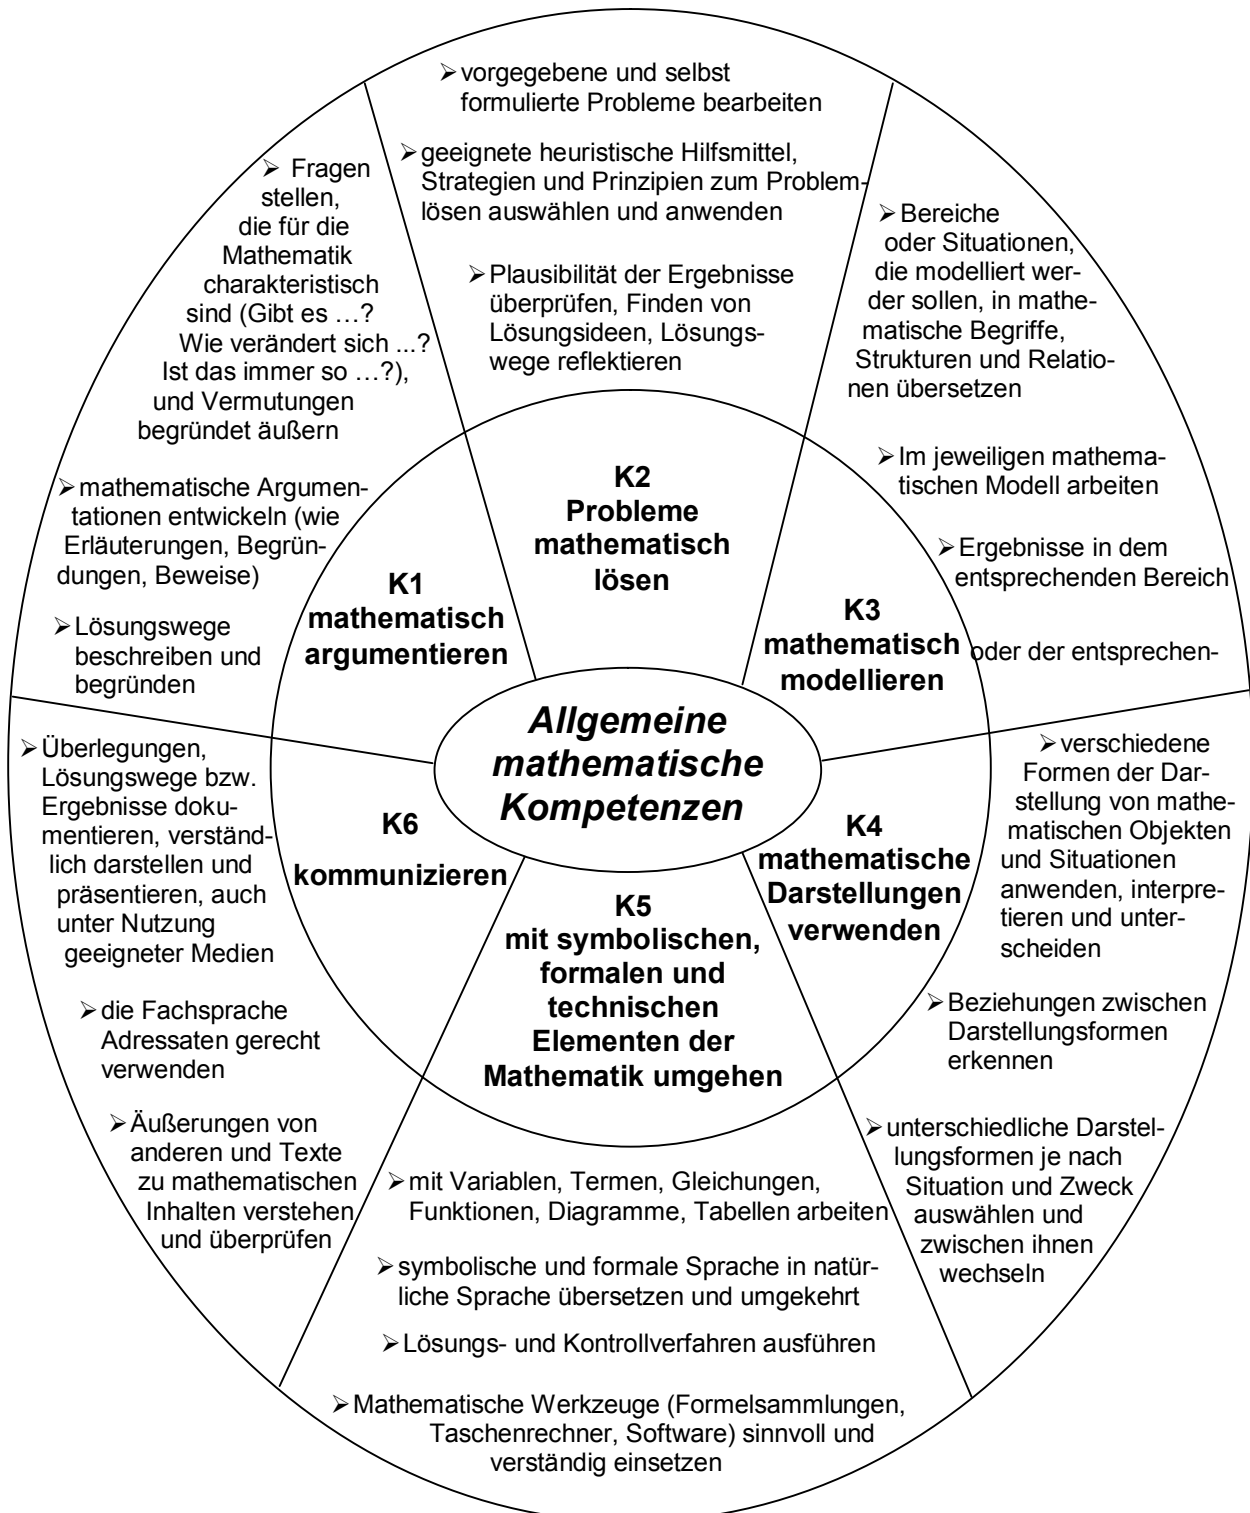 Allgemeine
mathematische
Kompetenzen
K1
mathematisch
argumentieren
➢ Fragen
stellen,
die für die
Mathematik
charakteristisch
sind (Gibt es …?
Wie verändert sich ...?
Ist das immer so …?),
und Vermutungen
begründet äußern
➢ mathematische Argumen-
tationen entwickeln (wie
Erläuterungen, Begrün-
dungen, Beweise)
➢ Lösungswege
beschreiben und
begründen
K2
Probleme
mathematisch
lösen
➢ vorgegebene und selbst
formulierte Probleme bearbeiten
➢ geeignete heuristische Hilfsmittel,
Strategien und Prinzipien zum Problem-
lösen auswählen und anwenden
➢ Plausibilität der Ergebnisse
überprüfen, Finden von
Lösungsideen, Lösungs-
wege reflektieren
K3
mathematisch
modellieren
➢ Bereiche
oder Situationen,
die modelliert wer-
der sollen, in mathe-
matische Begriffe,
Strukturen und Relatio-
nen übersetzen
➢ Im jeweiligen mathema-
tischen Modell arbeiten
➢ Ergebnisse in dem
entsprechenden Bereich
oder der entsprechen-
K4
mathematische
Darstellungen
verwenden
➢ verschiedene
Formen der Dar-
stellung von mathe-
matischen Objekten
und Situationen
anwenden, interpre-
tieren und unter-
scheiden
➢ Beziehungen zwischen
Darstellungsformen
erkennen
➢ unterschiedliche Darstel-
lungsformen je nach
Situation und Zweck
auswählen und
zwischen ihnen
wechseln
K5
mit symbolischen,
formalen und
technischen
Elementen der
Mathematik umgehen
➢ mit Variablen, Termen, Gleichungen,
Funktionen, Diagramme, Tabellen arbeiten
➢ symbolische und formale Sprache in natür-
liche Sprache übersetzen und umgekehrt
➢ Lösungs- und Kontrollverfahren ausführen
➢ Mathematische Werkzeuge (Formelsammlungen,
Taschenrechner, Software) sinnvoll und
verständig einsetzen
K6
kommunizieren
➢ Überlegungen,
Lösungswege bzw.
Ergebnisse doku-
mentieren, verständ-
lich darstellen und
präsentieren, auch
unter Nutzung
geeigneter Medien
➢ die Fachsprache
Adressaten gerecht
verwenden
➢ Äußerungen von
anderen und Texte
zu mathematischen
Inhalten verstehen
und überprüfen